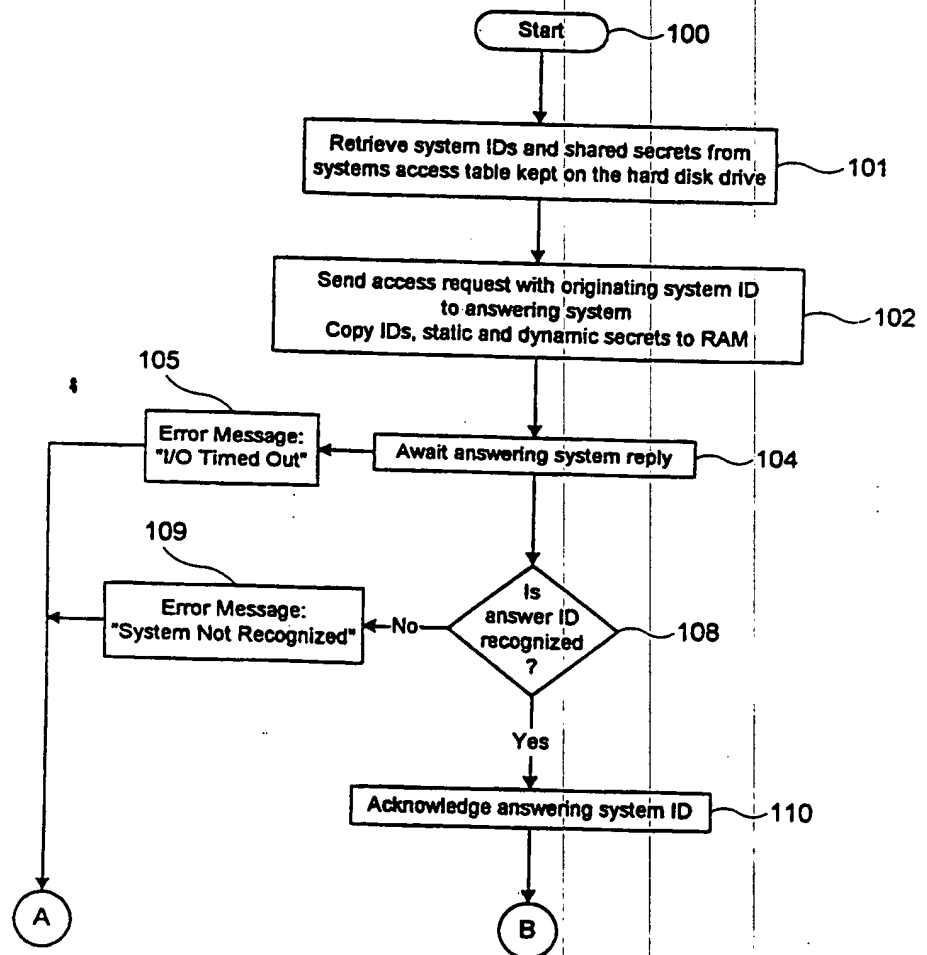 Start
100
Retrieve system IDs and shared secrets from
systems access table kept on the hard disk drive
101
Send access request with originating system ID
to answering system
Copy IDs, static and dynamic secrets to RAM
102
105
Error Message:
"I/O Timed Out"
Await answering system reply
104
109
Error Message:
"System Not Recognized"
No
Is
answer ID
recognized
?
108
Yes
Acknowledge answering system ID
110
A
B